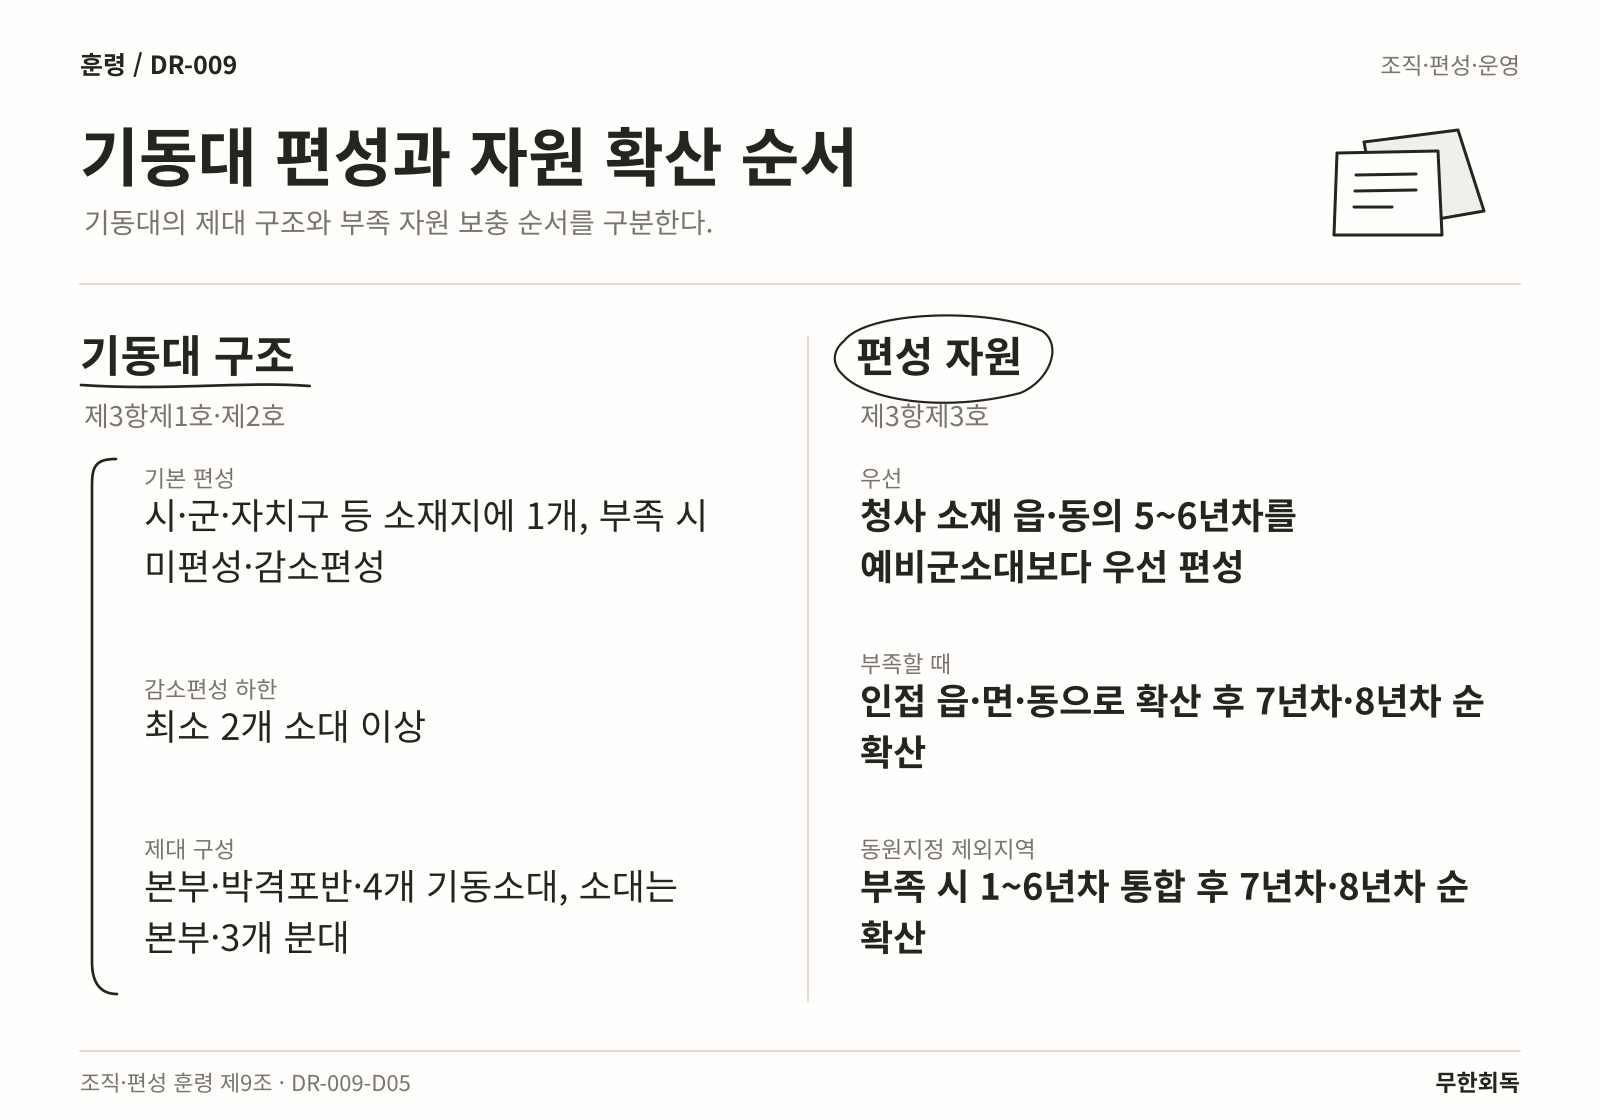 훈령 / DR-009
조직·편성·운영
기동대 편성과 자원 확산 순서
기동대의 제대 구조와 부족 자원 보충 순서를 구분한다.
기동대 구조
제3항제1호·제2호
기본 편성
시·군·자치구 등 소재지에 1개, 부족 시
미편성·감소편성
감소편성 하한
최소 2개 소대 이상
제대 구성
본부·박격포반·4개 기동소대, 소대는
본부·3개 분대
편성 자원
제3항제3호
우선
청사 소재 읍·동의 5~6년차를
예비군소대보다 우선 편성
부족할 때
인접 읍·면·동으로 확산 후 7년차·8년차 순
확산
동원지정 제외지역
부족 시 1~6년차 통합 후 7년차·8년차 순
확산
조직·편성 훈령 제9조 · DR-009-D05
무한회독